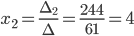 x₂ = Δ₂/Δ = 244/61 = 4